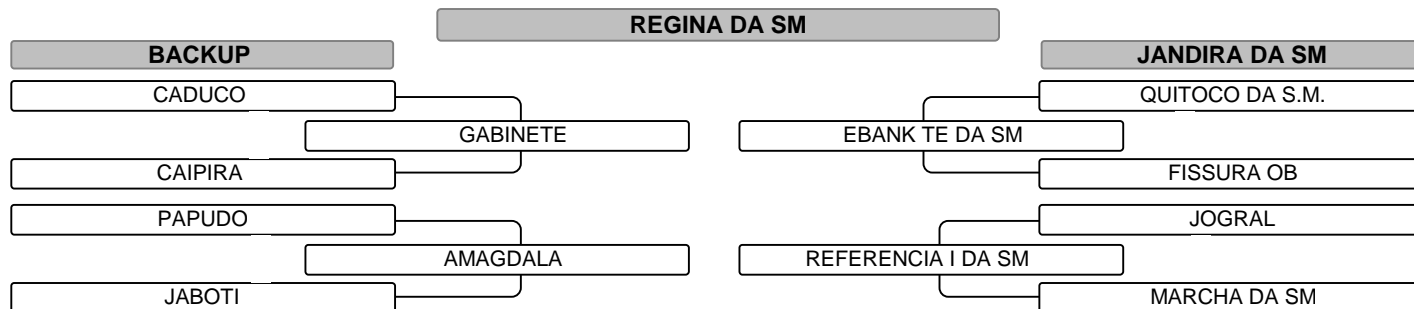 REGINA DA SM
BACKUP
JANDIRA DA SM
CADUCO
QUITOCO DA S.M.
GABINETE
EBANK TE DA SM
CAIPIRA
FISSURA OB
PAPUDO
JOGRAL
AMAGDALA
REFERENCIA I DA SM
JABOTI
MARCHA DA SM